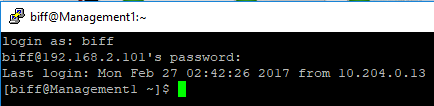 biff@Management1:~
login as: biff
biff@192.168.2.101's password:
Last login: Mon Feb 27 02:42:26 2017 from 10.204.0.13
[biff@Management1 ~]$